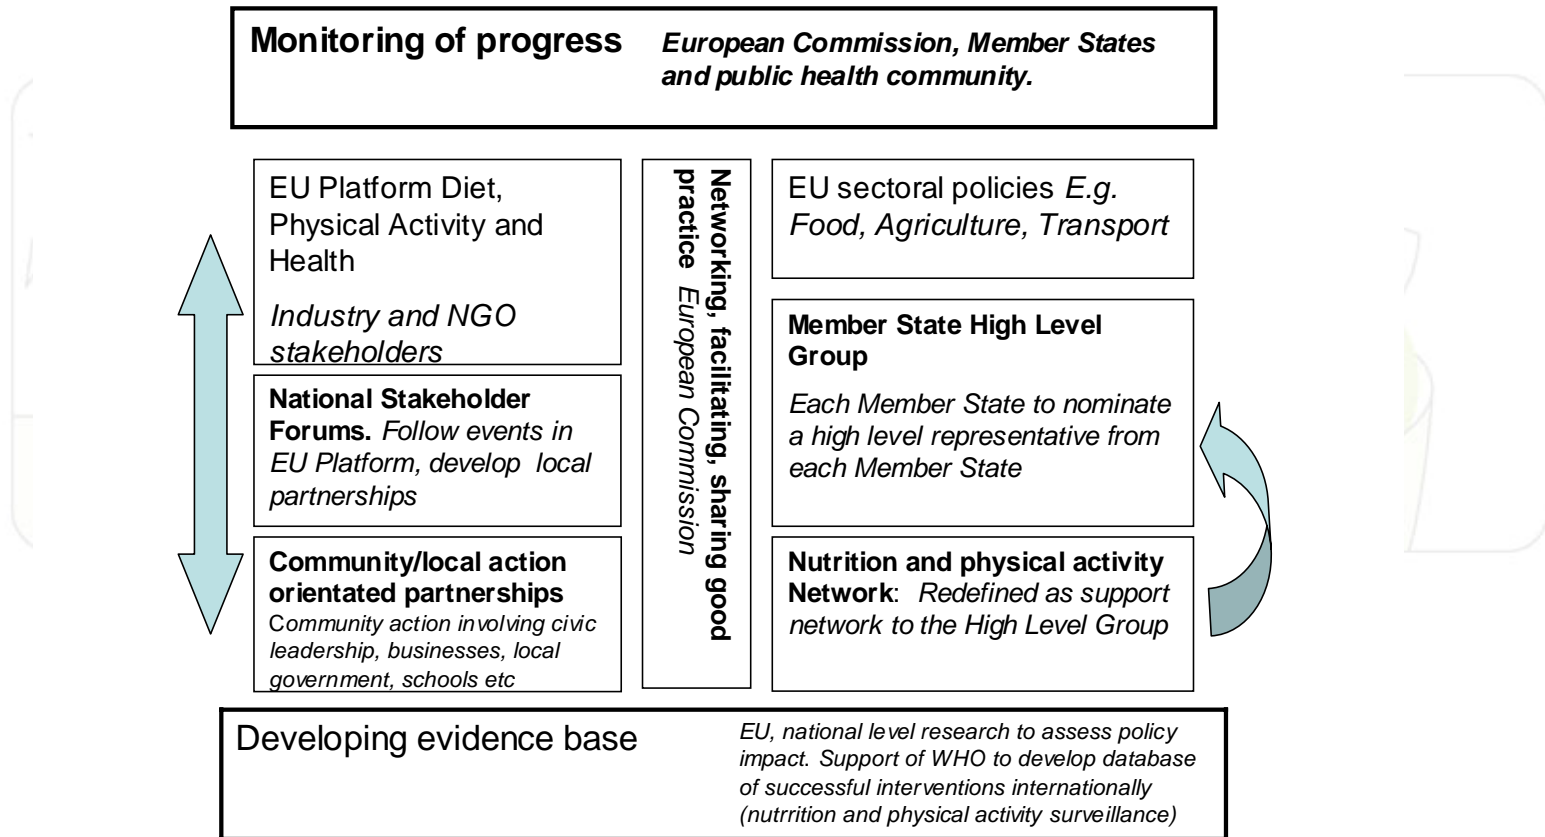 Monitoring of progress European Commission, Member States
and public health community.
EU Platform Diet,
Physical Activity and
Health
Industry and NGO
stakeholders
National Stakeholder
Forums. Follow events in
EU Platform, develop local
partnerships
Community/local action
orientated partnerships
Community action involving civic
leadership, businesses, local
government, schools etc
Networking, facilitating, sharing good
practice European Commission
EU sectoral policies E.g.
Food, Agriculture, Transport
Member State High Level
Group
Each Member State to nominate
a high level representative from
each Member State
Nutrition and physical activity
Network: Redefined as support
network to the High Level Group
Developing evidence base
EU, national level research to assess policy
impact. Support of WHO to develop database
of successful interventions internationally
(nutrrition and physical activity surveillance)